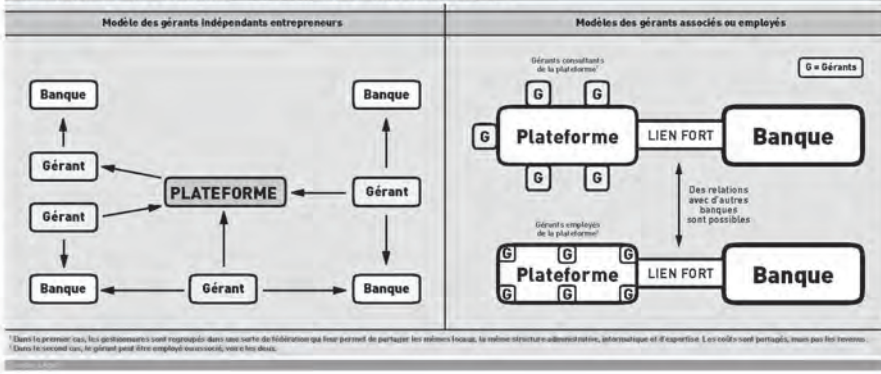 Modèle des gérants indépendants entrepreneurs
Banque
Banque
Gérant
PLATEFORME
Gérant
Gérant
Banque
Gérant
Banque
Modèles des gérants associés ou employés
Gérants consultants
de la plateforme¹
G = Gérants
G
G
G
Plateforme
LIEN FORT
Banque
G
G
Des relations
avec d'autres
banques
sont possibles
Gérants employés
de la plateforme²
G
G
G
Plateforme
LIEN FORT
Banque
G
G
G
¹ Dans le premier cas, les gestionnaires sont regroupés dans une sorte de fédération qui leur permet de partager les mêmes locaux, la même structure administrative, informatique et d'expertise. Les coûts sont partagés, mais pas les revenus.
² Dans le second cas, le gérant peut être employé ou associé, voire les deux.